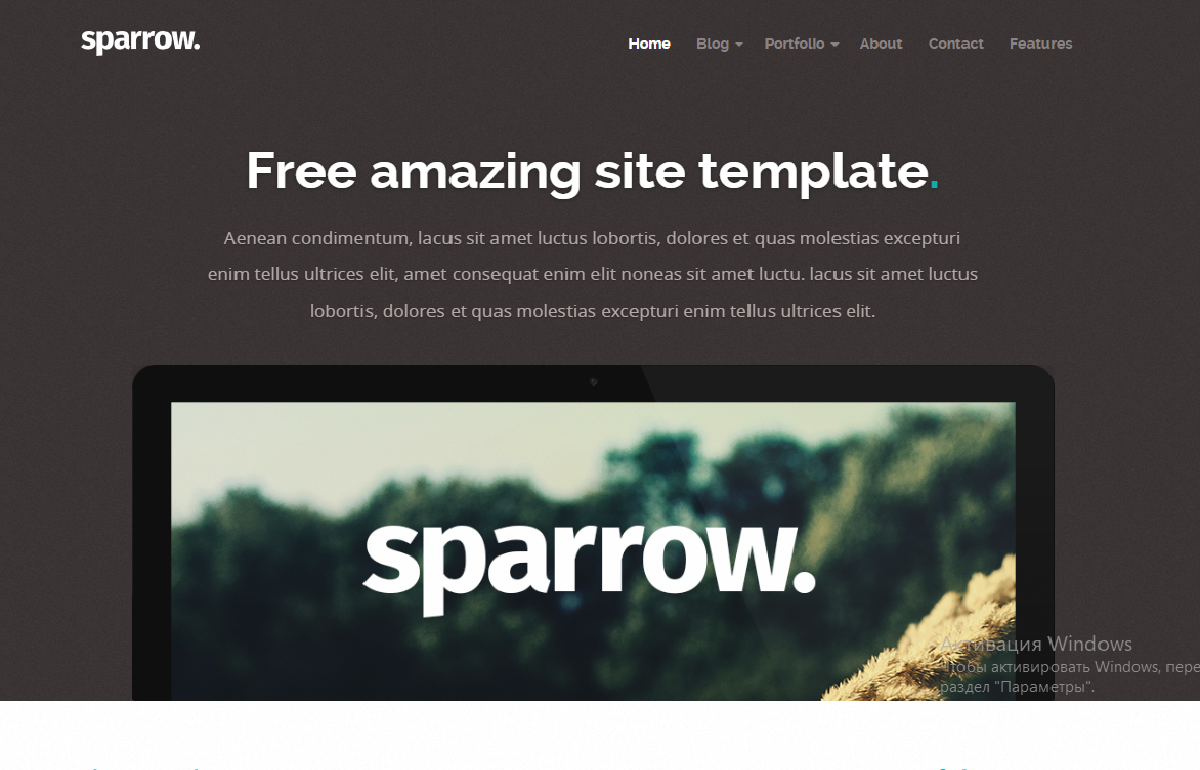 sparrow.
Home Blog Portfolio About Contact Features
Free amazing site template.
Aenean condimentum, lacus sit amet luctus lobortis, dolores et quas molestias excepturi
enim tellus ultrices elit, amet consequat enim elit noneas sit amet luctu. lacus sit amet luctus
lobortis, dolores et quas molestias excepturi enim tellus ultrices elit.
sparrow.
Активация Windows
Чтобы активировать Windows, пере
раздел "Параметры".